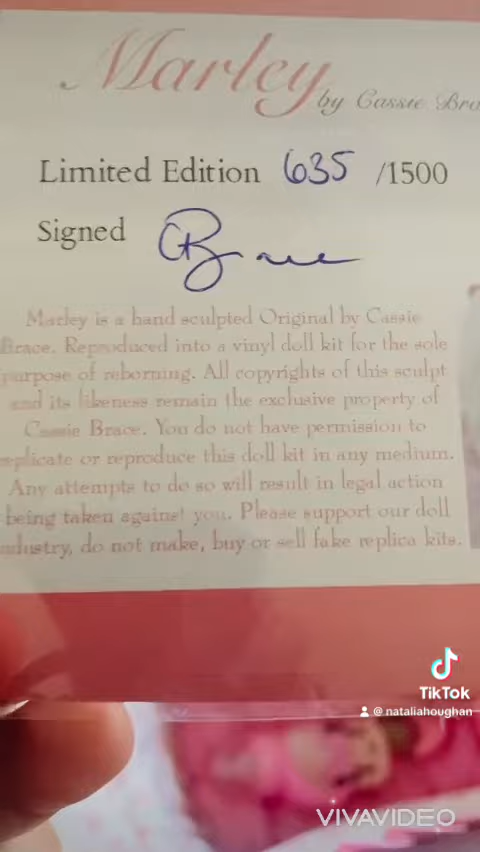 Marley
by Cassie Bra
Limited Edition 635 /1500
Signed CBrace
Marley is a hand sculpted Original by Cassie
Brace. Reproduced into a vinyl doll kit for the sole
purpose of reborning. All copyrights of this sculpt
and its likeness remain the exclusive property of
Cassie Brace. You do not have permission to
replicate or reproduce this doll kit in any medium.
Any attempts to do so will result in legal action
being taken against you. Please support our doll
industry, do not make, buy or sell fake replica kits.
TikTok
@nataliahoughan
VIVAVIDEO